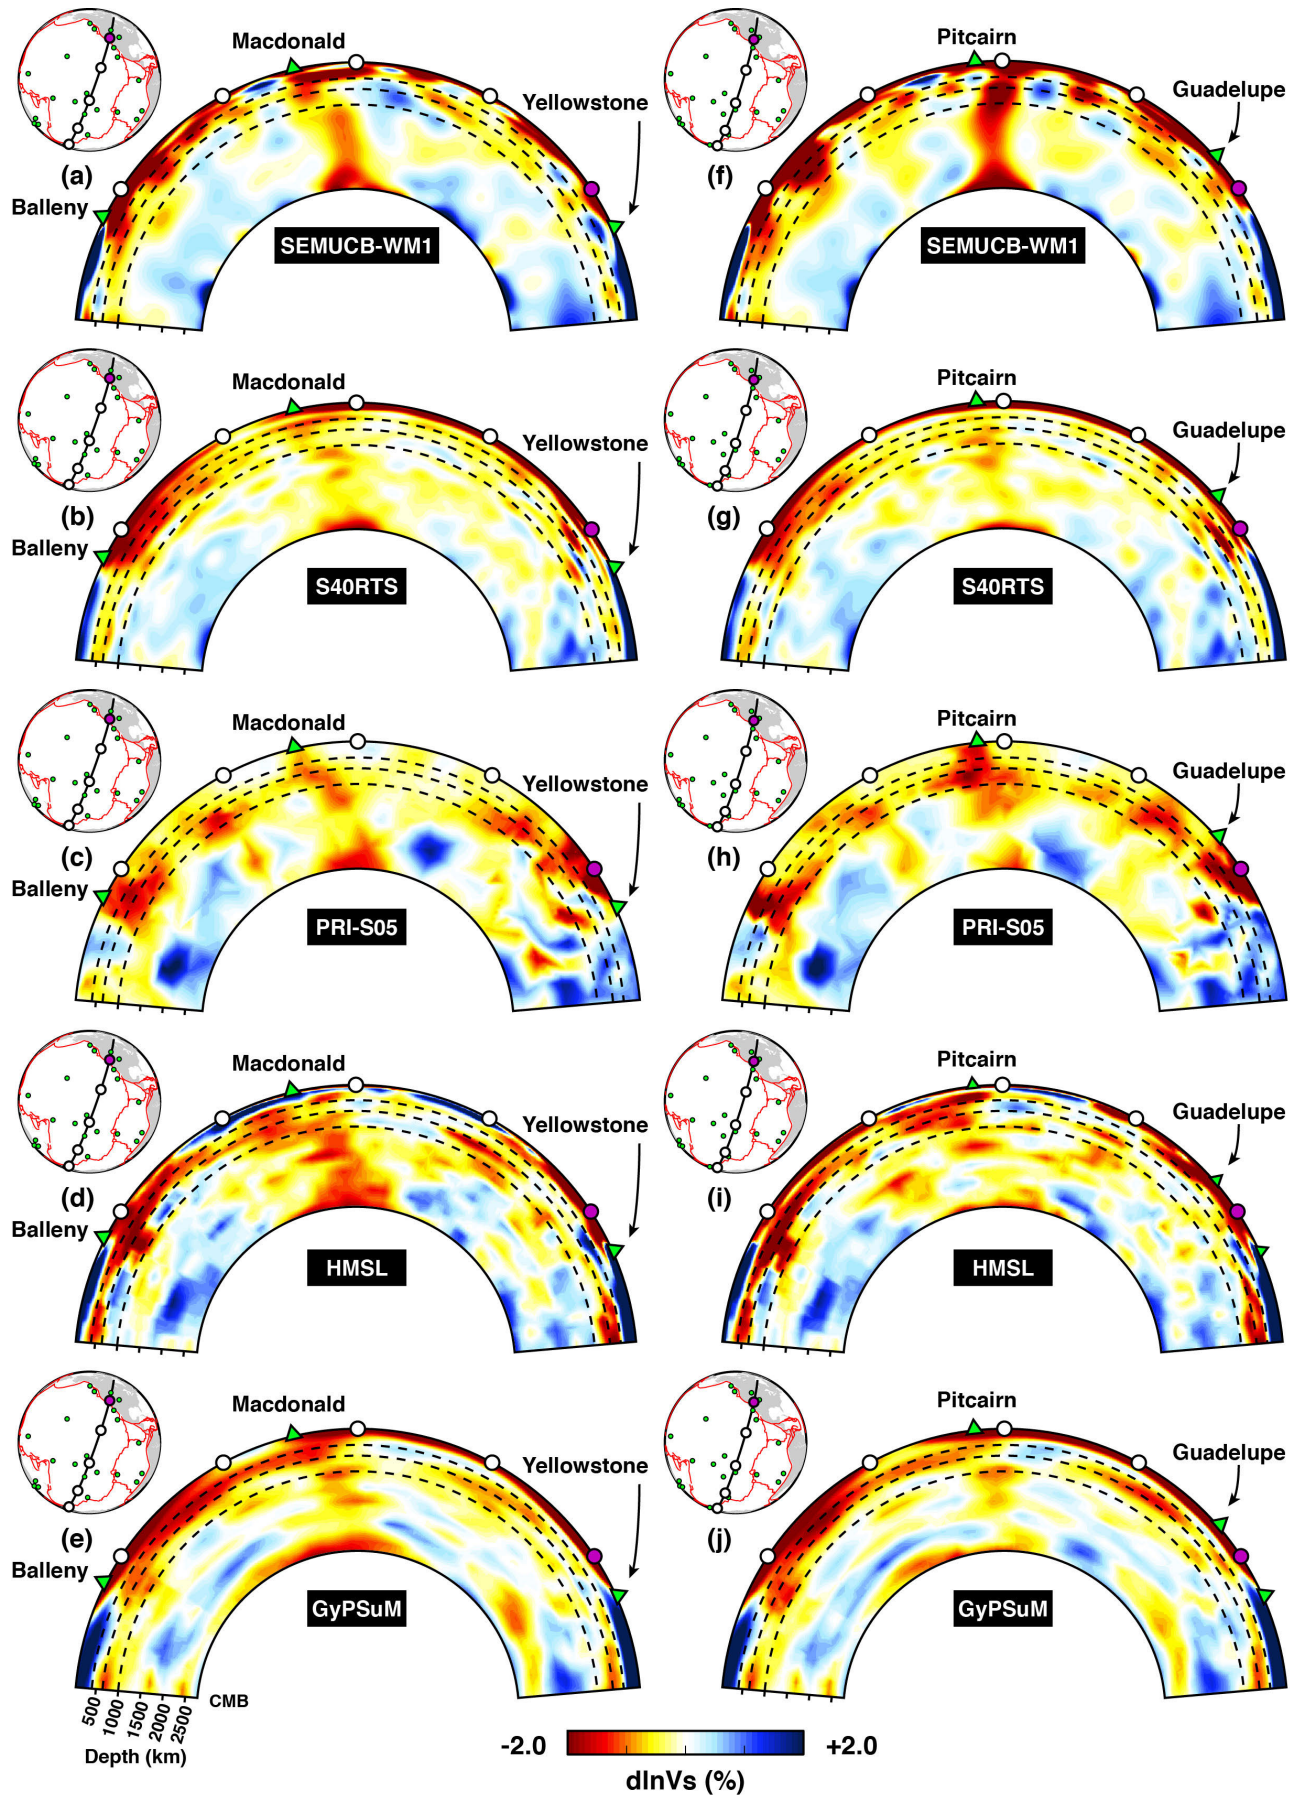 Macdonald
Yellowstone
(a)
Balleny
SEMUCB-WM1
Pitcairn
Guadelupe
(f)
SEMUCB-WM1
Macdonald
Yellowstone
(b)
Balleny
S40RTS
Pitcairn
Guadelupe
(g)
S40RTS
Macdonald
Yellowstone
(c)
Balleny
PRI-S05
Pitcairn
Guadelupe
(h)
PRI-S05
Macdonald
Yellowstone
(d)
Balleny
HMSL
Pitcairn
Guadelupe
(i)
HMSL
Macdonald
Yellowstone
(e)
Balleny
GyPSuM
Pitcairn
Guadelupe
(j)
GyPSuM
500
1000
1500
2000
2500
CMB
Depth (km)
-2.0
+2.0
dlnVs (%)